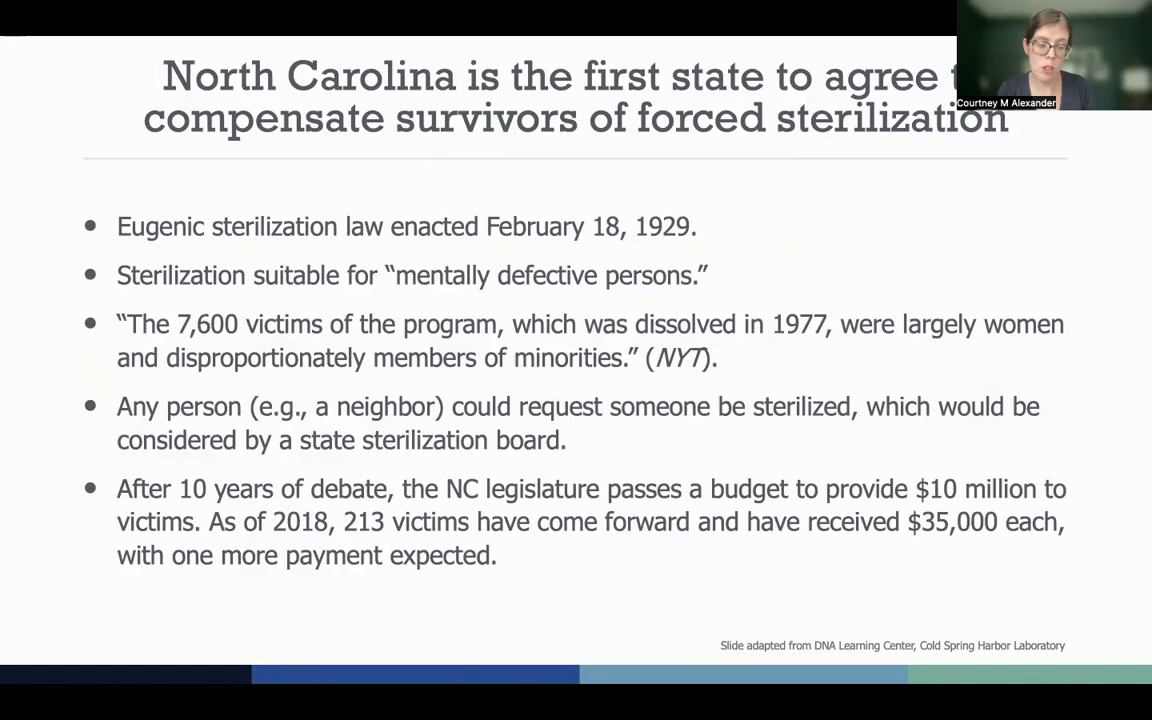 North Carolina is the first state to agree
compensate survivors of forced sterilization
Courtney M Alexander
• Eugenic sterilization law enacted February 18, 1929.
• Sterilization suitable for “mentally defective persons.”
• “The 7,600 victims of the program, which was dissolved in 1977, were largely women
and disproportionately members of minorities.” (NYT).
• Any person (e.g., a neighbor) could request someone be sterilized, which would be
considered by a state sterilization board.
• After 10 years of debate, the NC legislature passes a budget to provide $10 million to
victims. As of 2018, 213 victims have come forward and have received $35,000 each,
with one more payment expected.
Slide adapted from DNA Learning Center, Cold Spring Harbor Laboratory